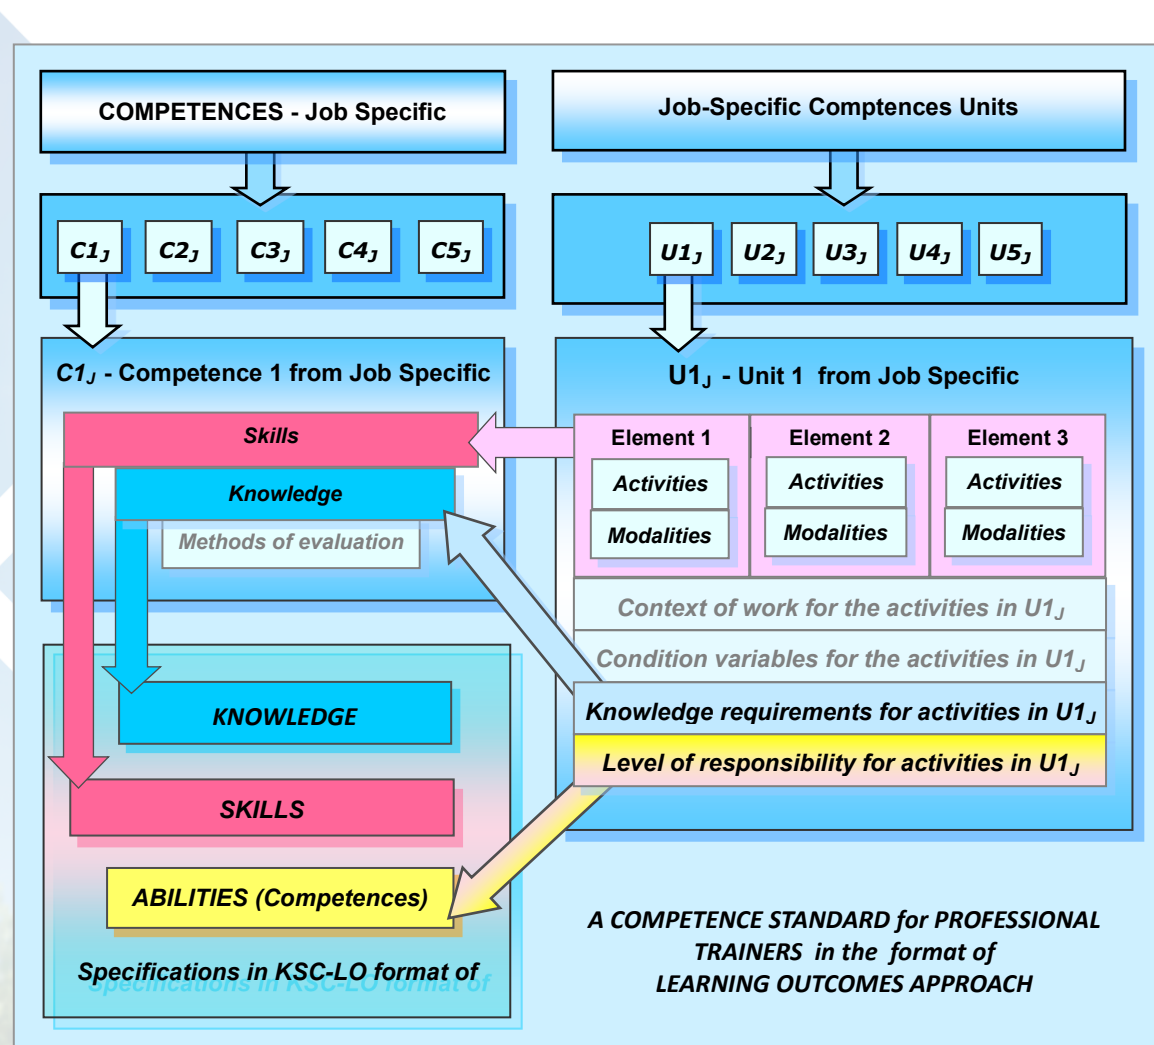 COMPETENCES - Job Specific
Job-Specific Comptences Units
C1J C2J C3J C4J C5J
U1J U2J U3J U4J U5J
C1J - Competence 1 from Job Specific
Skills
Knowledge
Methods of evaluation
U1J - Unit 1 from Job Specific
Element 1 Element 2 Element 3
Activities Activities Activities
Modalities Modalities Modalities
Context of work for the activities in U1J
Condition variables for the activities in U1J
Knowledge requirements for activities in U1J
Level of responsibility for activities in U1J
KNOWLEDGE
SKILLS
ABILITIES (Competences)
Specifications in KSC-LO format of
A COMPETENCE STANDARD for PROFESSIONAL
TRAINERS in the format of
LEARNING OUTCOMES APPROACH